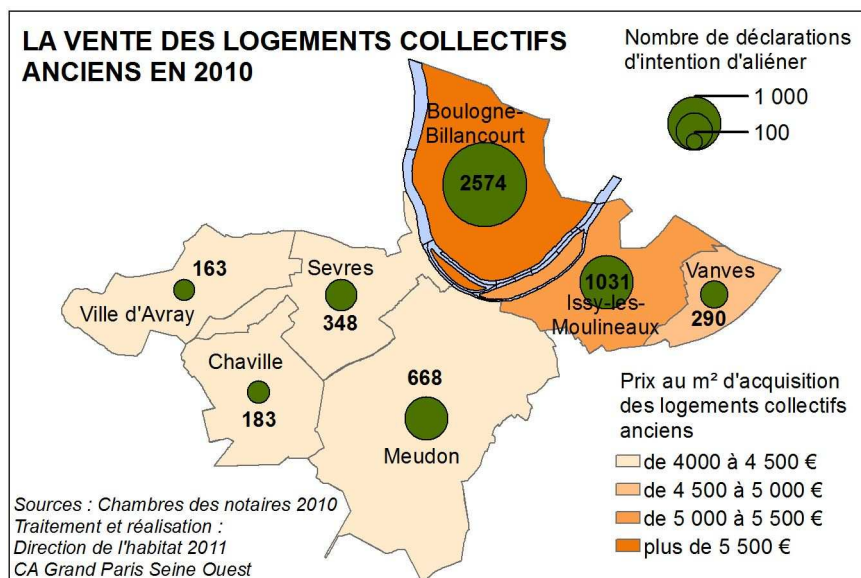 LA VENTE DES LOGEMENTS COLLECTIFS
ANCIENS EN 2010
Nombre de déclarations
d'intention d'aliéner
1 000
100
Boulogne-
Billancourt
2574
163
Ville d'Avray
Sevres
348
1031
Issy-les-
Moulineaux
Vanves
290
Chaville
183
668
Meudon
Prix au m² d'acquisition
des logements collectifs
anciens
de 4000 à 4 500 €
de 4 500 à 5 000 €
de 5 000 à 5 500 €
plus de 5 500 €
Sources : Chambres des notaires 2010
Traitement et réalisation :
Direction de l'habitat 2011
CA Grand Paris Seine Ouest